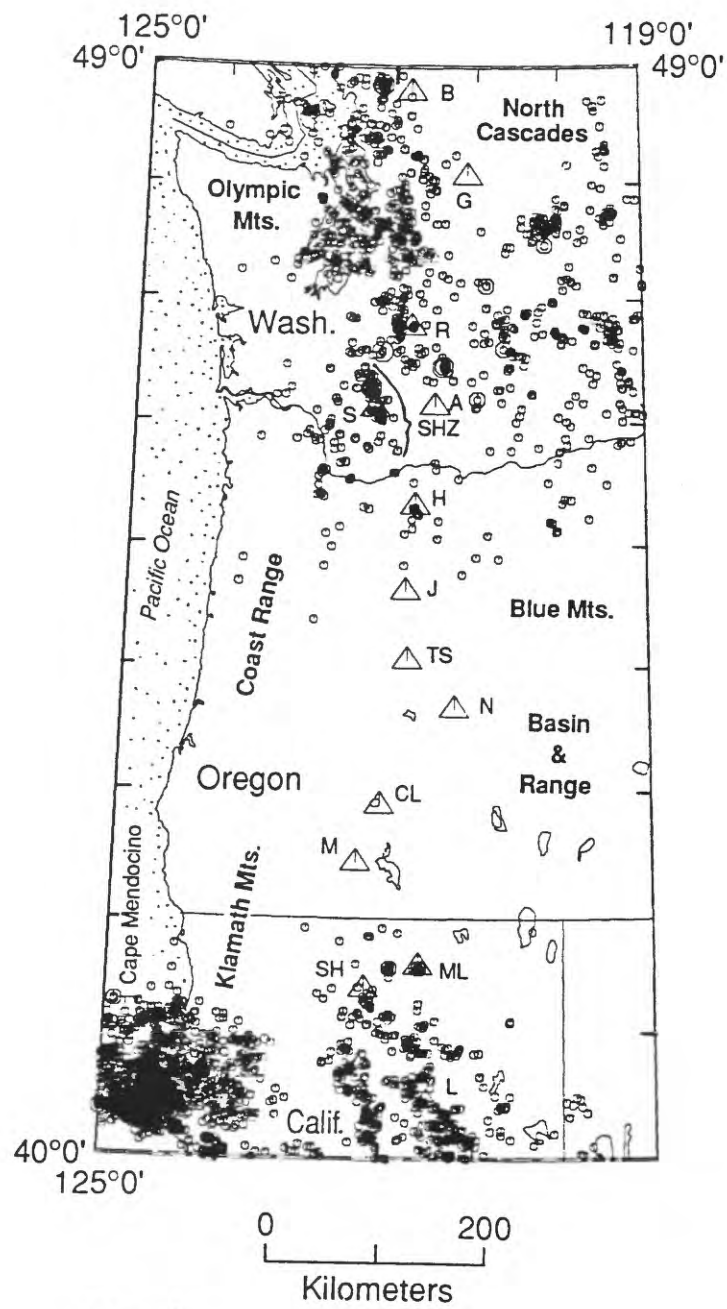 125°0'
119°0'
49°0'
49°0'
B
North
Cascades
G
Olympic
Mts.
Wash.
R
S
A
SHZ
H
Pacific Ocean
Coast Range
J
Blue Mts.
TS
N
Basin
&
Range
Oregon
CL
M
Cape Mendocino
Klamath Mts.
SH
ML
L
Calif.
40°0'
125°0'
0
200
Kilometers